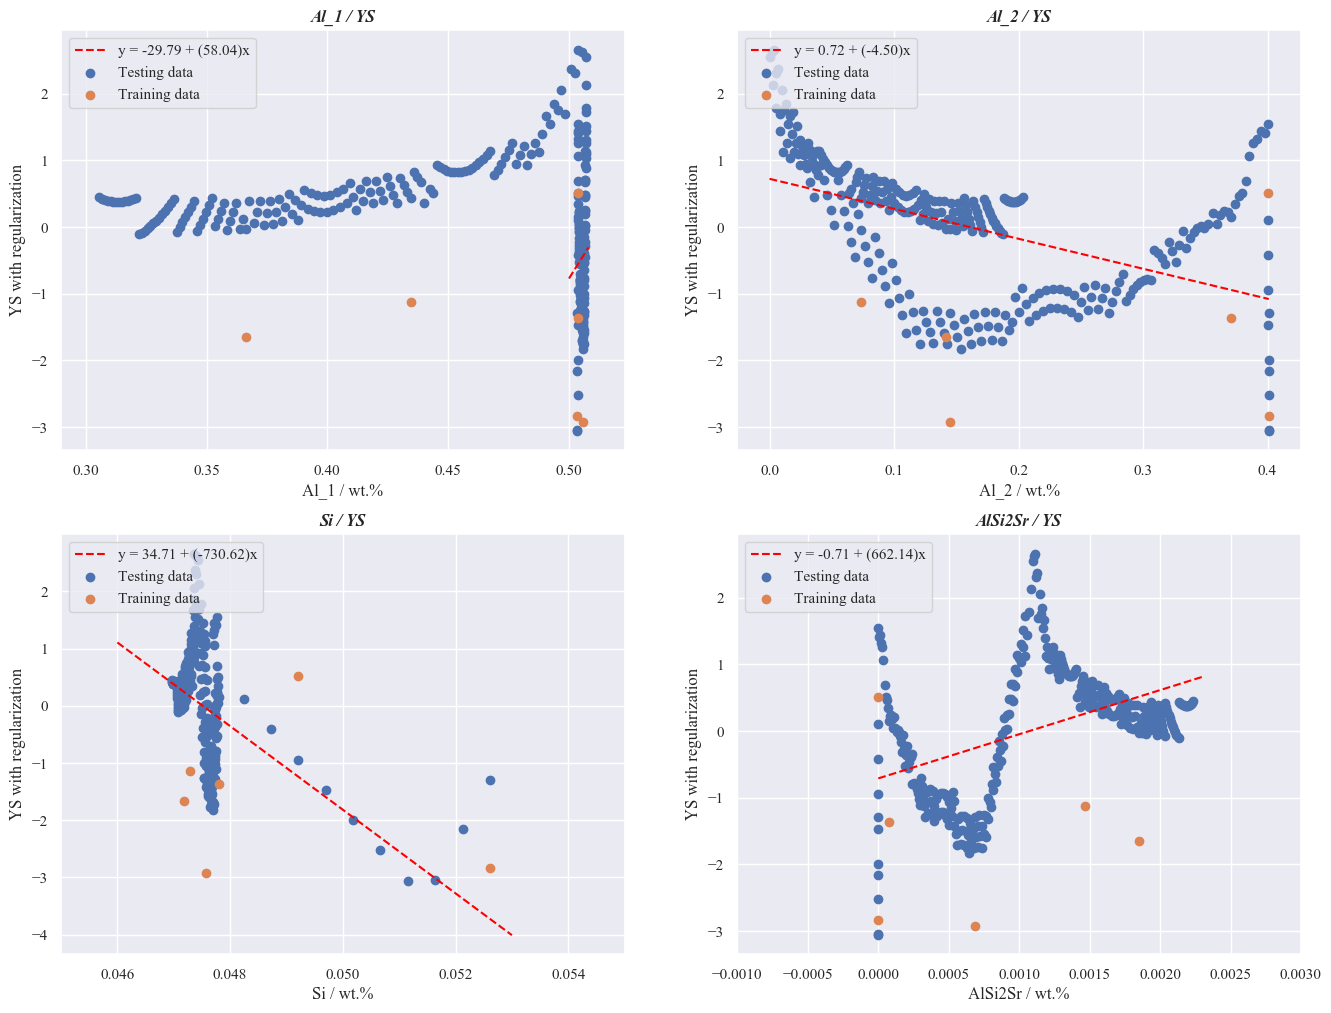 Al_1 / YS
y = -29.79 + (58.04)x
Testing data
Training data
YS with regularization
2
1
0
−1
−2
−3
0.30 0.35 0.40 0.45 0.50
Al_1 / wt.%
Al_2 / YS
y = 0.72 + (-4.50)x
Testing data
Training data
YS with regularization
2
1
0
−1
−2
−3
0.0 0.1 0.2 0.3 0.4
Al_2 / wt.%
Si / YS
y = 34.71 + (-730.62)x
Testing data
Training data
YS with regularization
2
1
0
−1
−2
−3
−4
0.046 0.048 0.050 0.052 0.054
Si / wt.%
AlSi2Sr / YS
y = -0.71 + (662.14)x
Testing data
Training data
YS with regularization
2
1
0
−1
−2
−3
−0.0010 −0.0005 0.0000 0.0005 0.0010 0.0015 0.0020 0.0025 0.0030
AlSi2Sr / wt.%